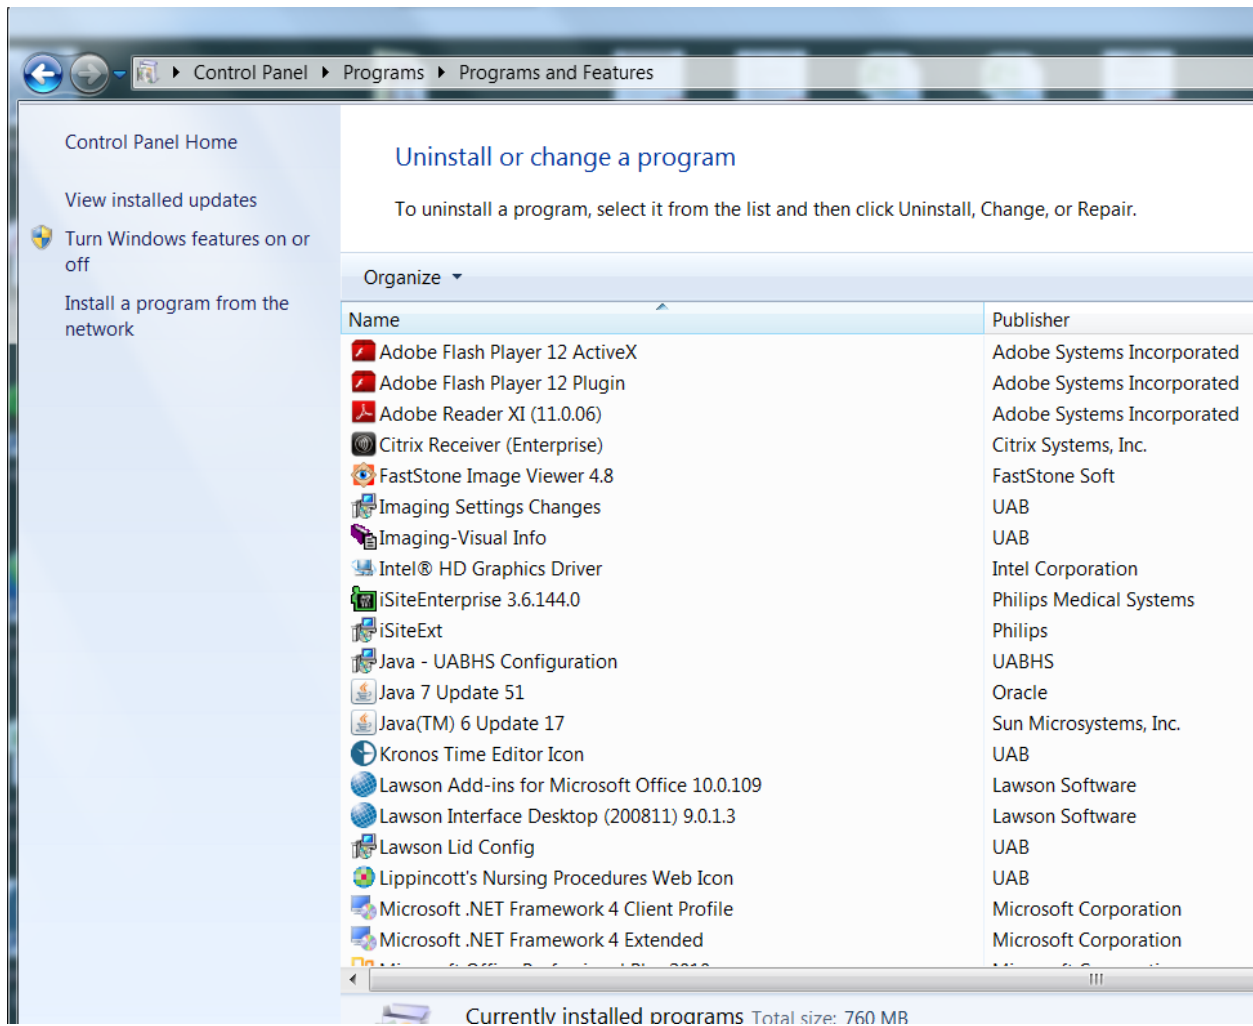 Control Panel Programs Programs and Features
Control Panel Home
View installed updates
Turn Windows features on or
off
Install a program from the
network
Uninstall or change a program
To uninstall a program, select it from the list and then click Uninstall, Change, or Repair.
Organize
Name Publisher
Adobe Flash Player 12 ActiveX Adobe Systems Incorporated
Adobe Flash Player 12 Plugin Adobe Systems Incorporated
Adobe Reader XI (11.0.06) Adobe Systems Incorporated
Citrix Receiver (Enterprise) Citrix Systems, Inc.
FastStone Image Viewer 4.8 FastStone Soft
Imaging Settings Changes UAB
Imaging-Visual Info UAB
Intel® HD Graphics Driver Intel Corporation
iSiteEnterprise 3.6.144.0 Philips Medical Systems
iSiteExt Philips
Java - UABHS Configuration UABHS
Java 7 Update 51 Oracle
Java(TM) 6 Update 17 Sun Microsystems, Inc.
Kronos Time Editor Icon UAB
Lawson Add-ins for Microsoft Office 10.0.109 Lawson Software
Lawson Interface Desktop (200811) 9.0.1.3 Lawson Software
Lawson Lid Config UAB
Lippincott's Nursing Procedures Web Icon UAB
Microsoft .NET Framework 4 Client Profile Microsoft Corporation
Microsoft .NET Framework 4 Extended Microsoft Corporation
Currently installed programs Total size: 760 MB